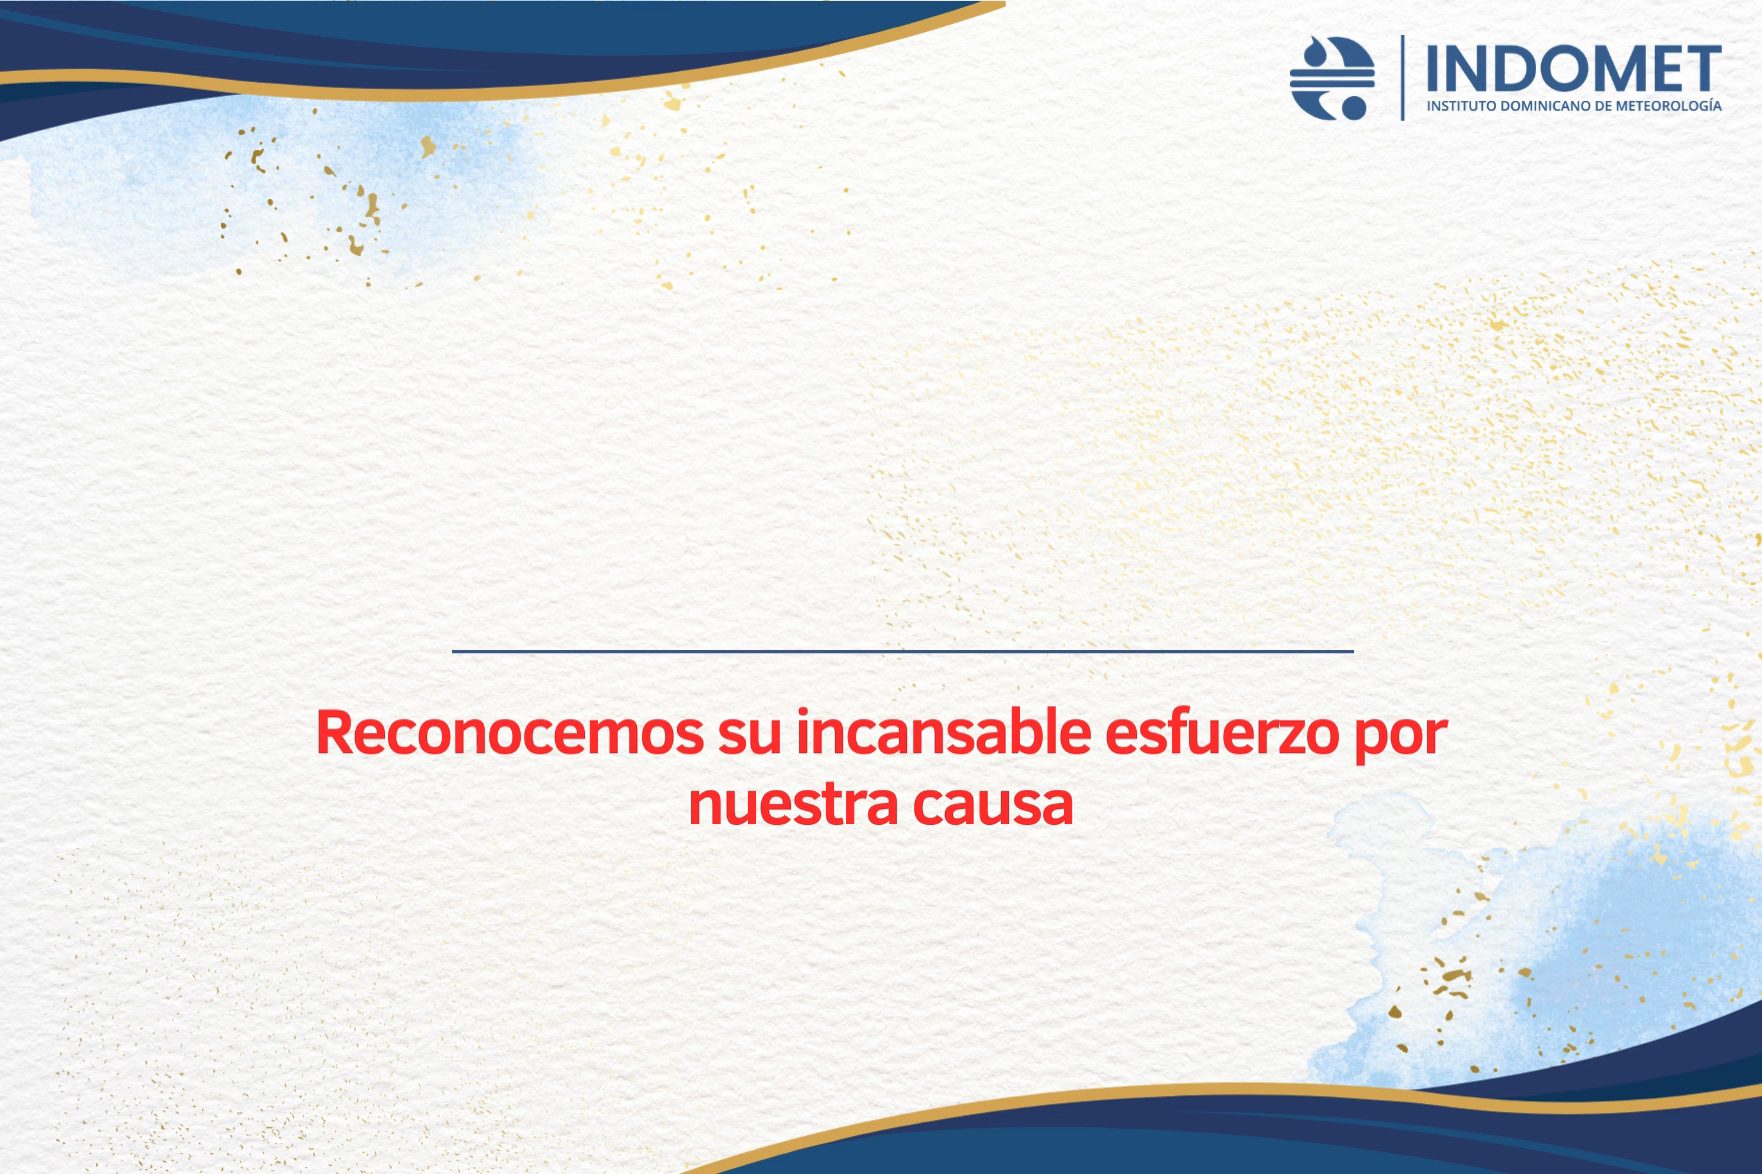 INDOMET
INSTITUTO DOMINICANO DE METEOROLOGÍA
Reconocemos su incansable esfuerzo por
nuestra causa